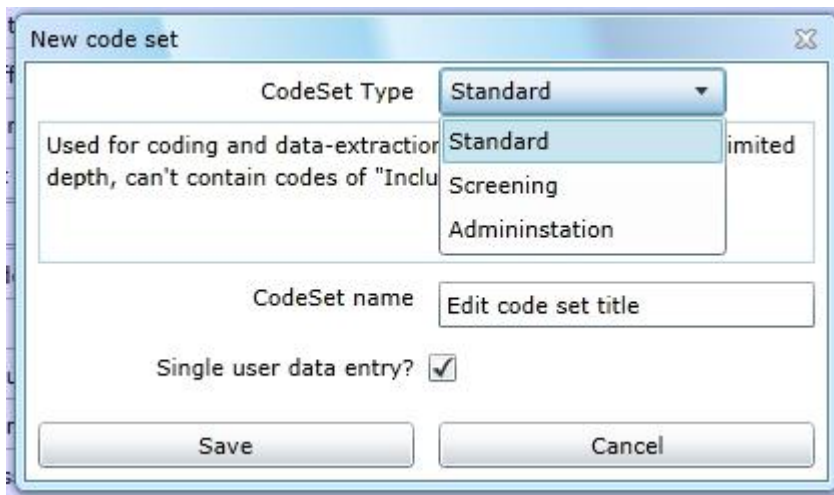 New code set
CodeSet Type Standard
Used for coding and data-extraction Standard imited
depth, can't contain codes of "Inclu
Screening
Admininstation
CodeSet name Edit code set title
Single user data entry?
Save Cancel